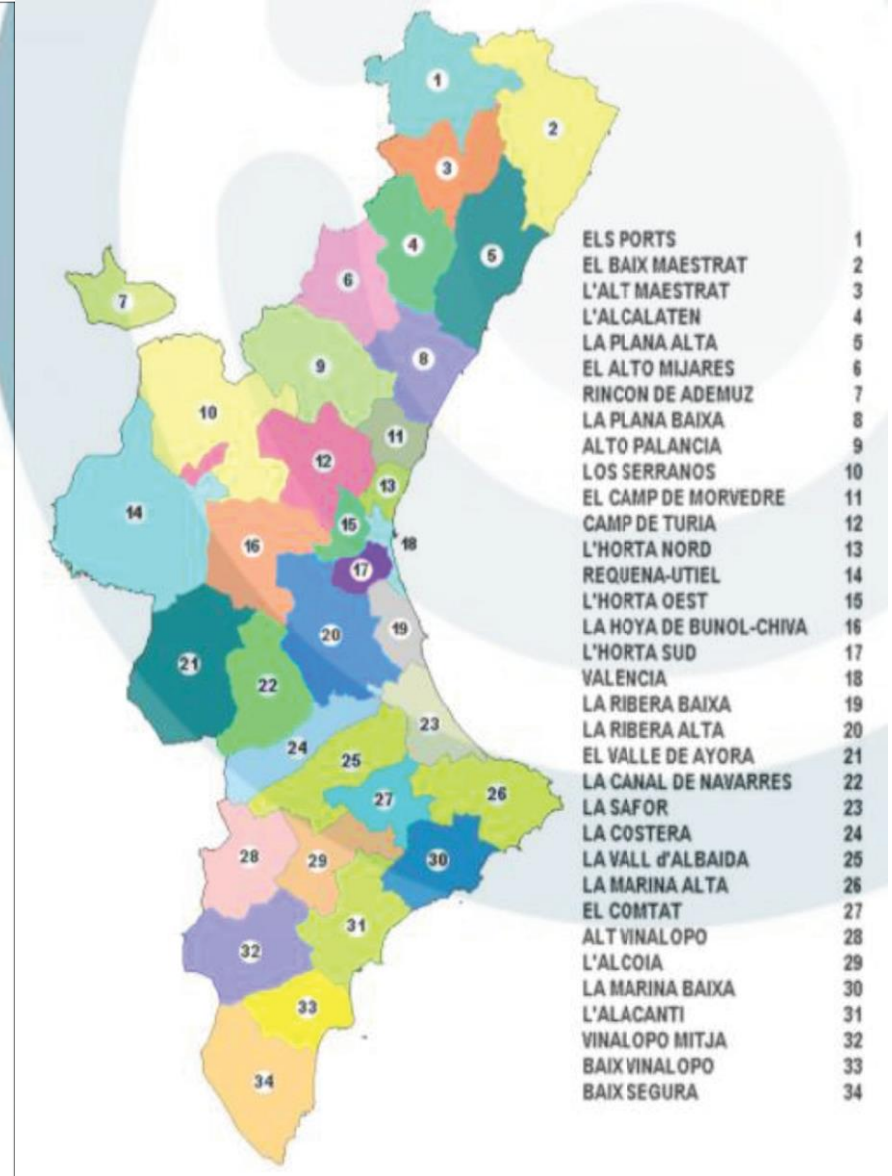 1
2
3
4
5
6
7
8
9
10
11
12
13
14
15
16
17
18
19
20
21
22
23
24
25
26
27
28
29
30
31
32
33
34
ELS PORTS 1
EL BAIX MAESTRAT 2
L'ALT MAESTRAT 3
L'ALCALATEN 4
LA PLANA ALTA 5
EL ALTO MIJARES 6
RINCON DE ADEMUZ 7
LA PLANA BAIXA 8
ALTO PALANCIA 9
LOS SERRANOS 10
EL CAMP DE MORVEDRE 11
CAMP DE TURIA 12
L'HORTA NORD 13
REQUENA-UTIEL 14
L'HORTA OEST 15
LA HOYA DE BUNOL-CHIVA 16
L'HORTA SUD 17
VALENCIA 18
LA RIBERA BAIXA 19
LA RIBERA ALTA 20
EL VALLE DE AYORA 21
LA CANAL DE NAVARRES 22
LA SAFOR 23
LA COSTERA 24
LA VALL d'ALBAIDA 25
LA MARINA ALTA 26
EL COMTAT 27
ALT VINALOPO 28
L'ALCOIA 29
LA MARINA BAIXA 30
L'ALACANTI 31
VINALOPO MITJA 32
BAIX VINALOPO 33
BAIX SEGURA 34